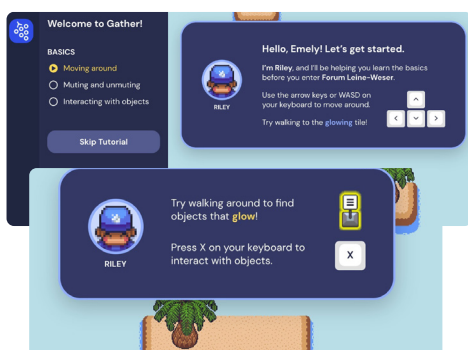 Welcome to Gather!
BASICS
Moving around
Muting and unmuting
Interacting with objects
Skip Tutorial
Hello, Emely! Let's get started.
I'm Riley, and I'll be helping you learn the basics
before you enter Forum Leine-Weser.
Use the arrow keys or WASD on
your keyboard to move around.
Try walking to the glowing tile!
RILEY
Try walking around to find
objects that glow!
Press X on your keyboard to
interact with objects.
RILEY
X